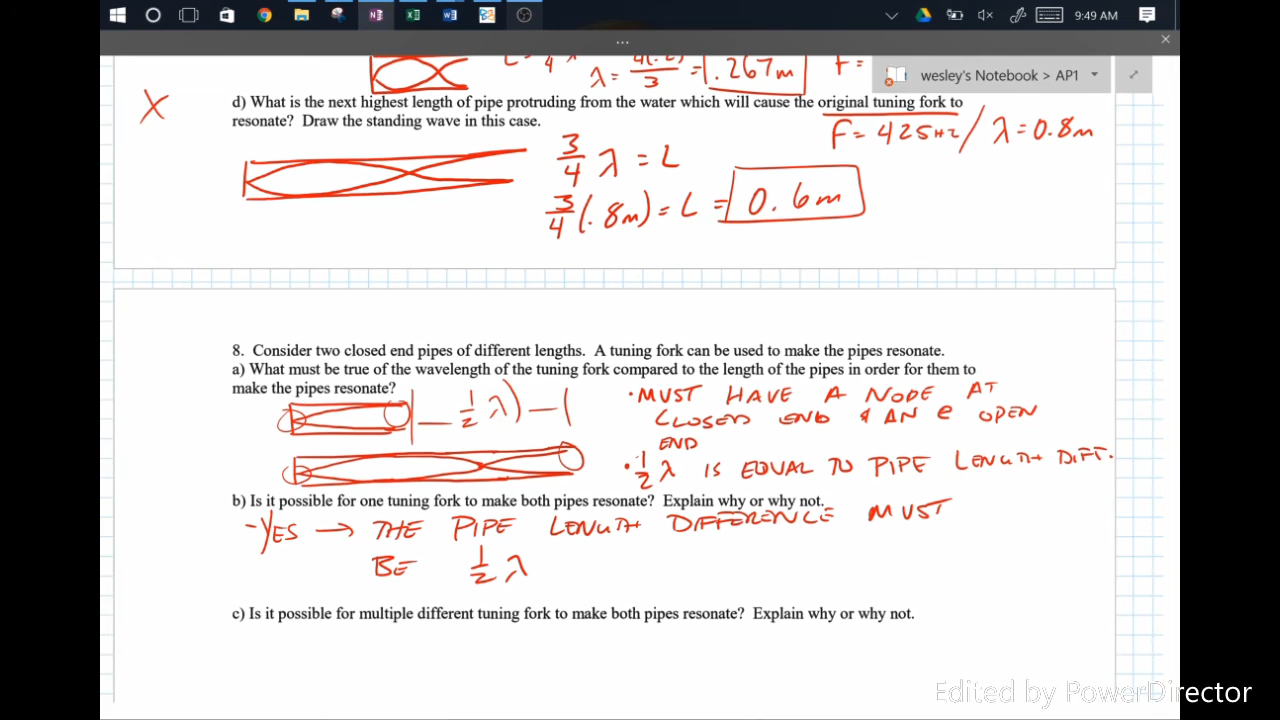 9:49 AM
...
.267m
F=
λ=
3
wesley's Notebook > AP1
X
d) What is the next highest length of pipe protruding from the water which will cause the original tuning fork to
resonate? Draw the standing wave in this case.
F= 425Hz / λ=0.8m
3/4 λ = L
3/4 (.8m) = L = 0.6m
8. Consider two closed end pipes of different lengths. A tuning fork can be used to make the pipes resonate.
a) What must be true of the wavelength of the tuning fork compared to the length of the pipes in order for them to
make the pipes resonate?
1/2 λ
• MUST HAVE A NODE AT
CLOSED END & AN @ OPEN
END
• 1/2 λ IS EQUAL TO PIPE LENGTH DIFF.
b) Is it possible for one tuning fork to make both pipes resonate? Explain why or why not.
-YES → THE PIPE LENGTH DIFFERENCE MUST
BE 1/2 λ
c) Is it possible for multiple different tuning fork to make both pipes resonate? Explain why or why not.
Edited by PowerDirector